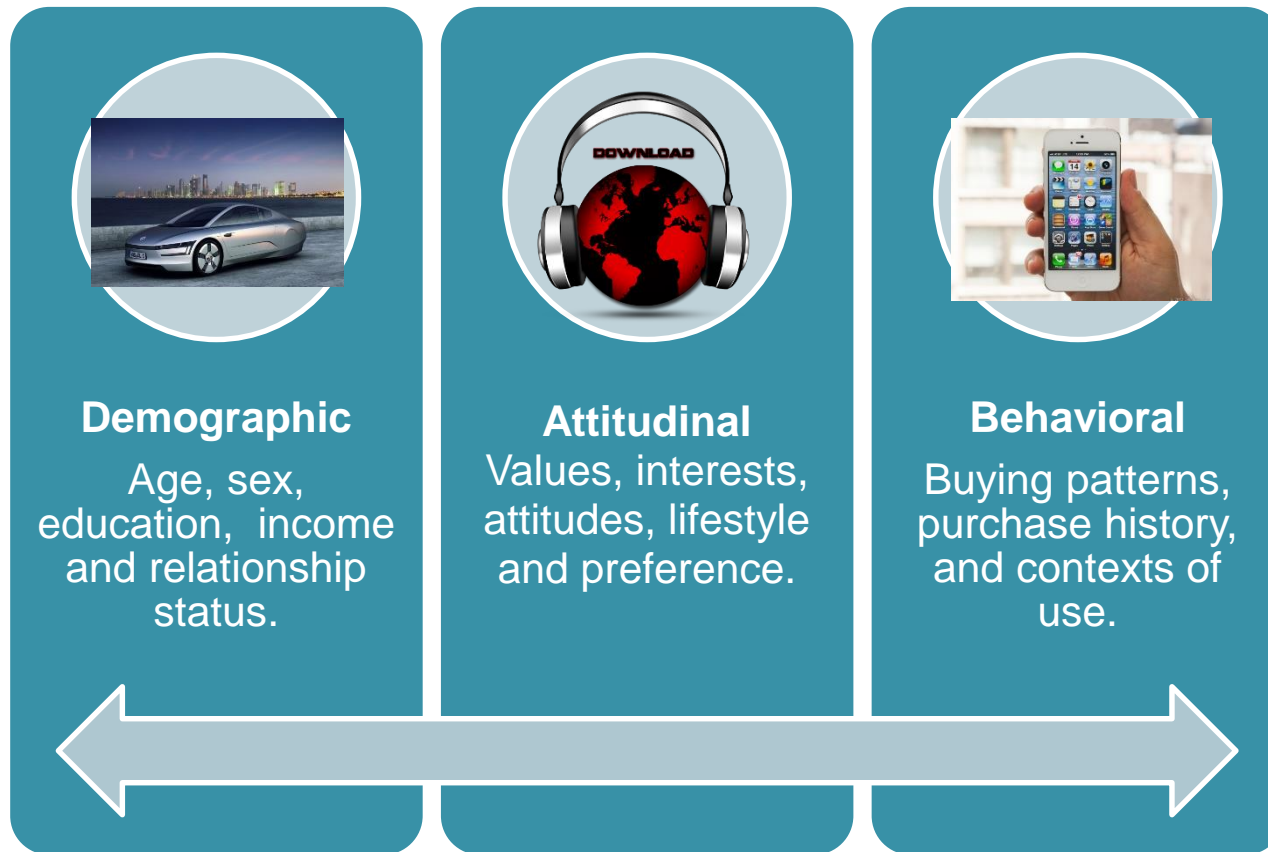 DOWNLOAD
Demographic
Age, sex,
education,  income
and relationship
status.
Attitudinal
Values, interests,
attitudes, lifestyle
and preference.
Behavioral
Buying patterns,
purchase history,
and contexts of
use.